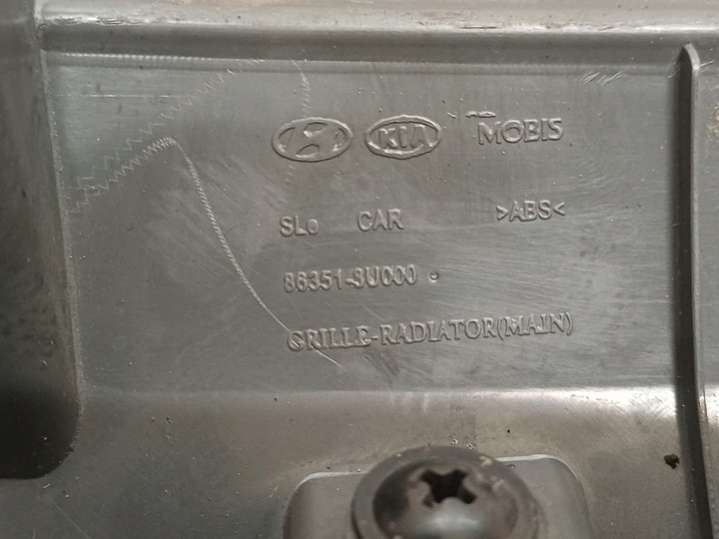 KIA MOBIS
SLo CAR >ABS<
86351-3U000
GRILLE-RADIATOR(MAIN)